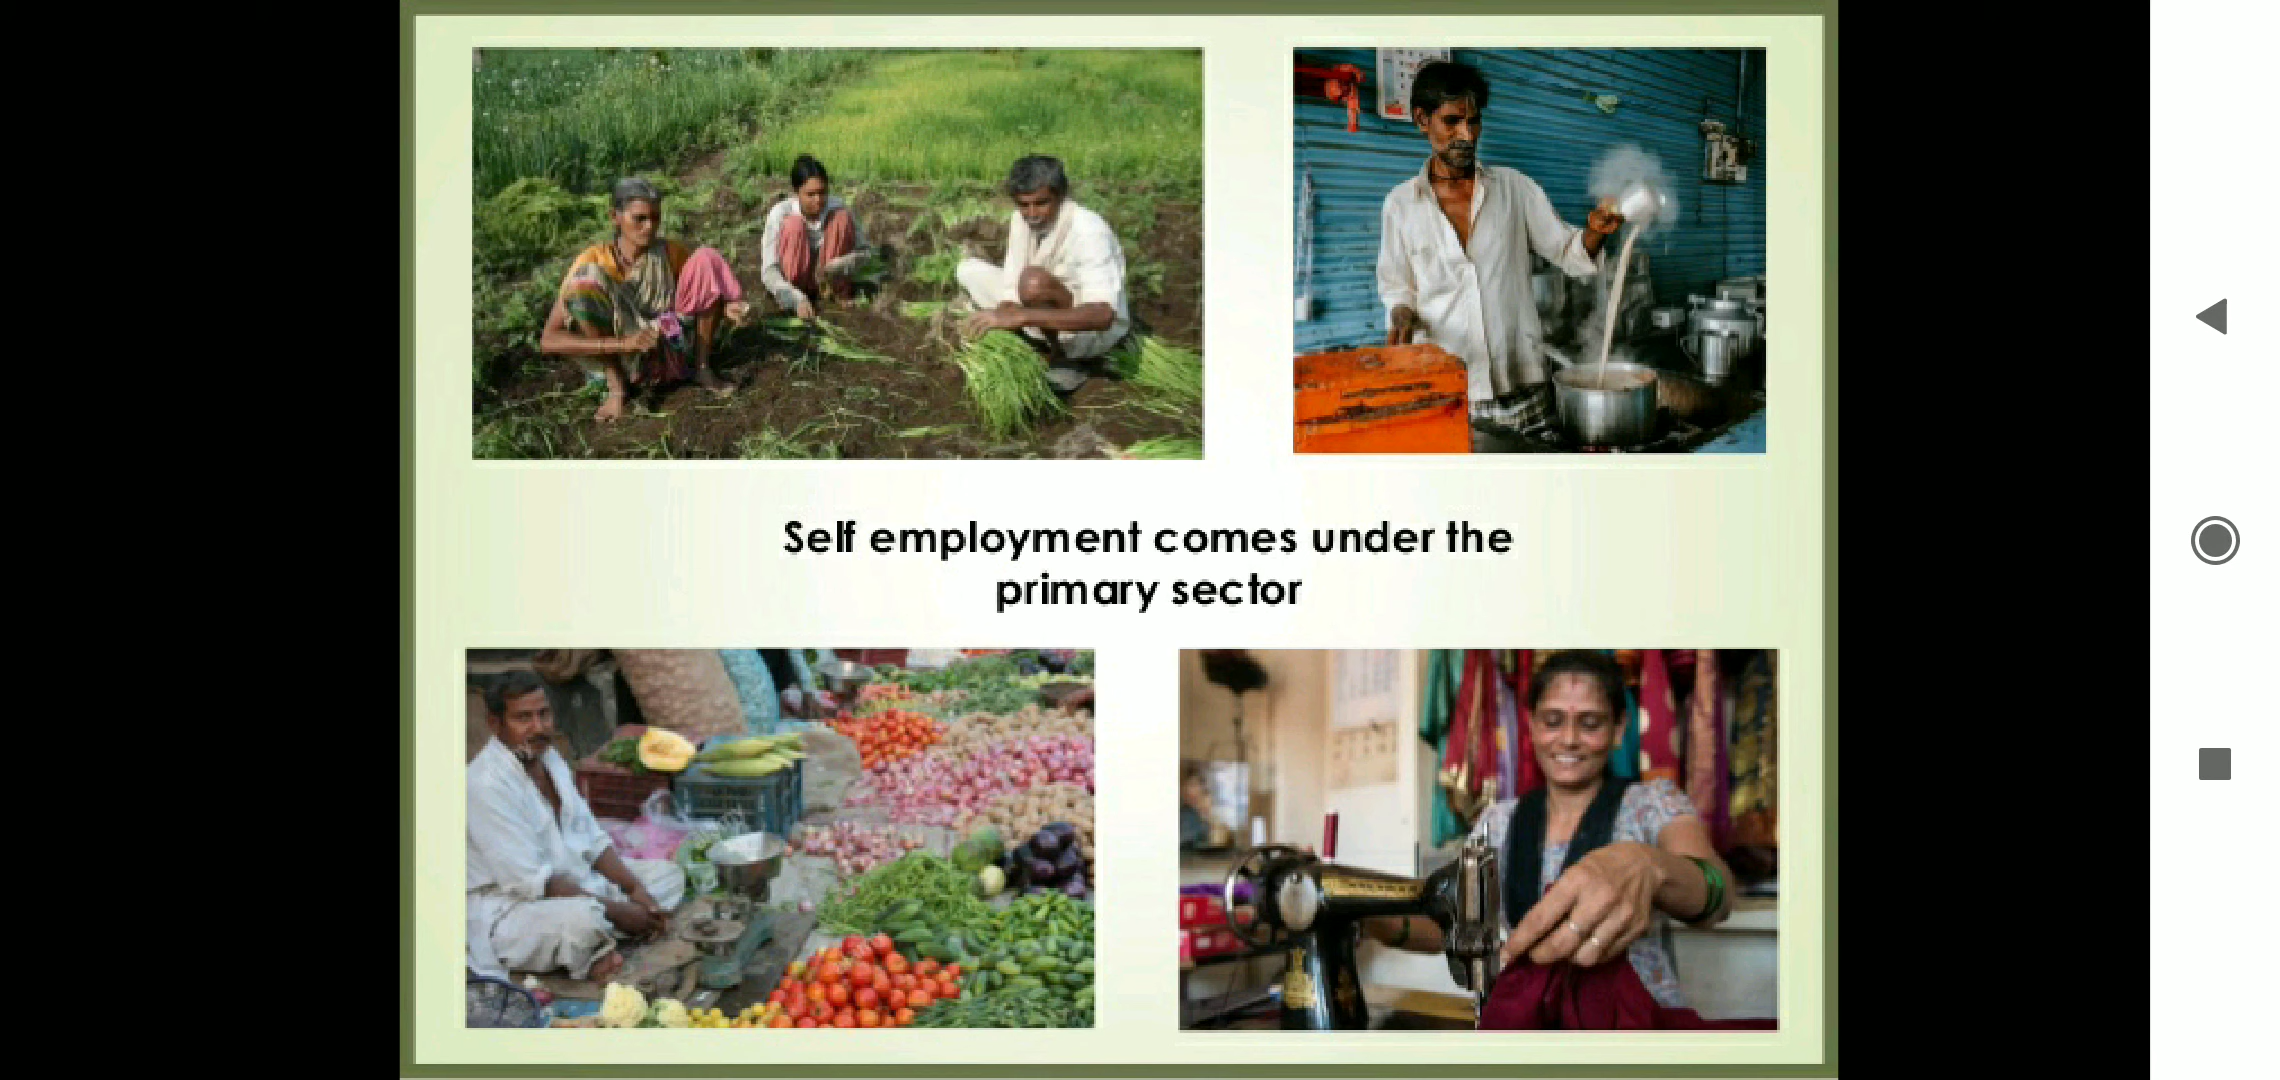 Self employment comes under the
primary sector